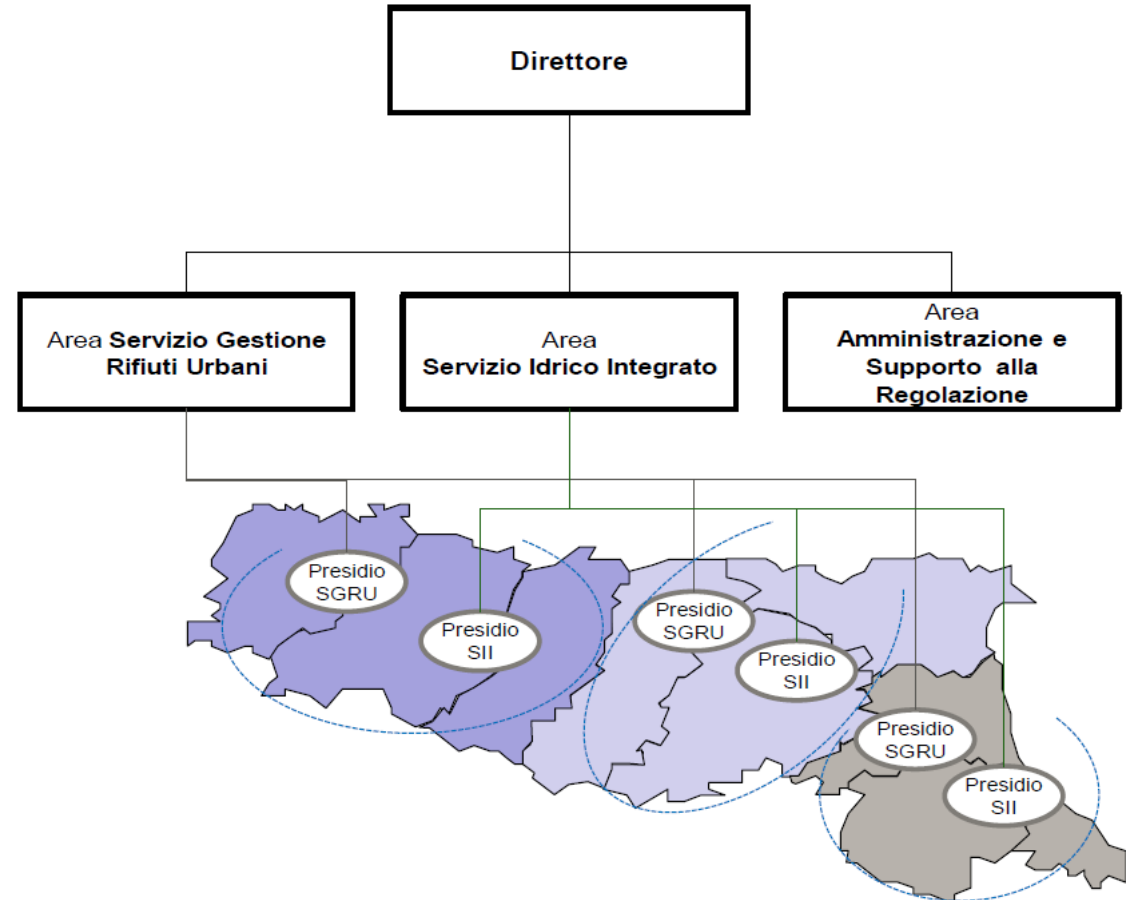 Direttore
Area Servizio Gestione
Rifiuti Urbani
Area
Servizio Idrico Integrato
Area
Amministrazione e
Supporto alla
Regolazione
Presidio
SGRU
Presidio
SII
Presidio
SGRU
Presidio
SII
Presidio
SGRU
Presidio
SII